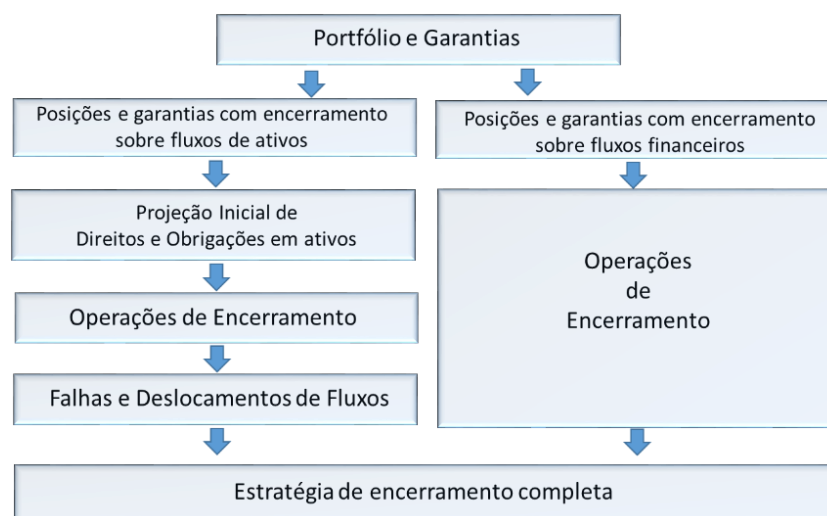 Portfólio e Garantias
Posições e garantias com encerramento
sobre fluxos de ativos
Posições e garantias com encerramento
sobre fluxos financeiros
Projeção Inicial de
Direitos e Obrigações em ativos
Operações de Encerramento
Falhas e Deslocamentos de Fluxos
Operações
de
Encerramento
Estratégia de encerramento completa